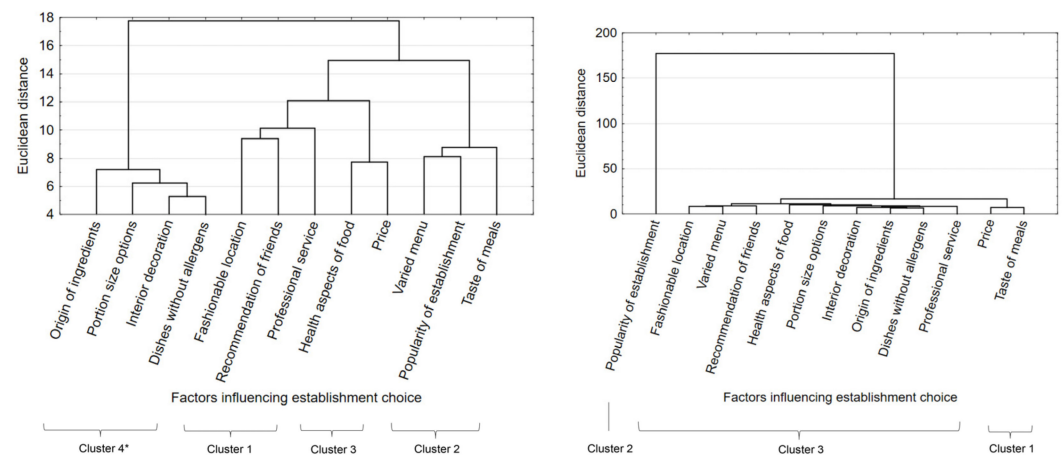 18
16
14
12
10
8
6
4
Euclidean distance
Origin of ingredients
Portion size options
Interior decoration
Dishes without allergens
Fashionable location
Recommendation of friends
Professional service
Health aspects of food
Price
Varied menu
Popularity of establishment
Taste of meals
Factors influencing establishment choice
Cluster 4*
Cluster 1
Cluster 3
Cluster 2
200
150
100
50
0
Euclidean distance
Popularity of establishment
Fashionable location
Varied menu
Recommendation of friends
Health aspects of food
Portion size options
Interior decoration
Origin of ingredients
Dishes without allergens
Professional service
Price
Taste of meals
Factors influencing establishment choice
Cluster 2
Cluster 3
Cluster 1